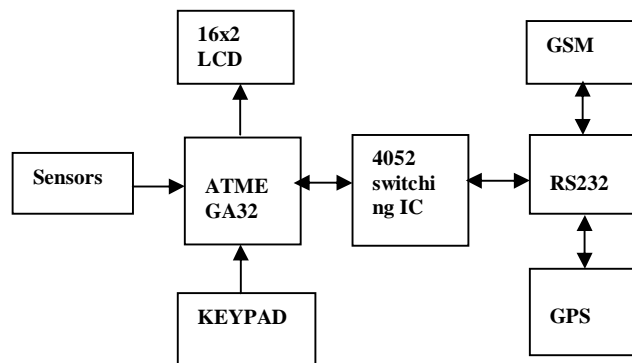 16x2
LCD
GSM
Sensors
ATME
GA32
4052
switchi
ng IC
RS232
KEYPAD
GPS